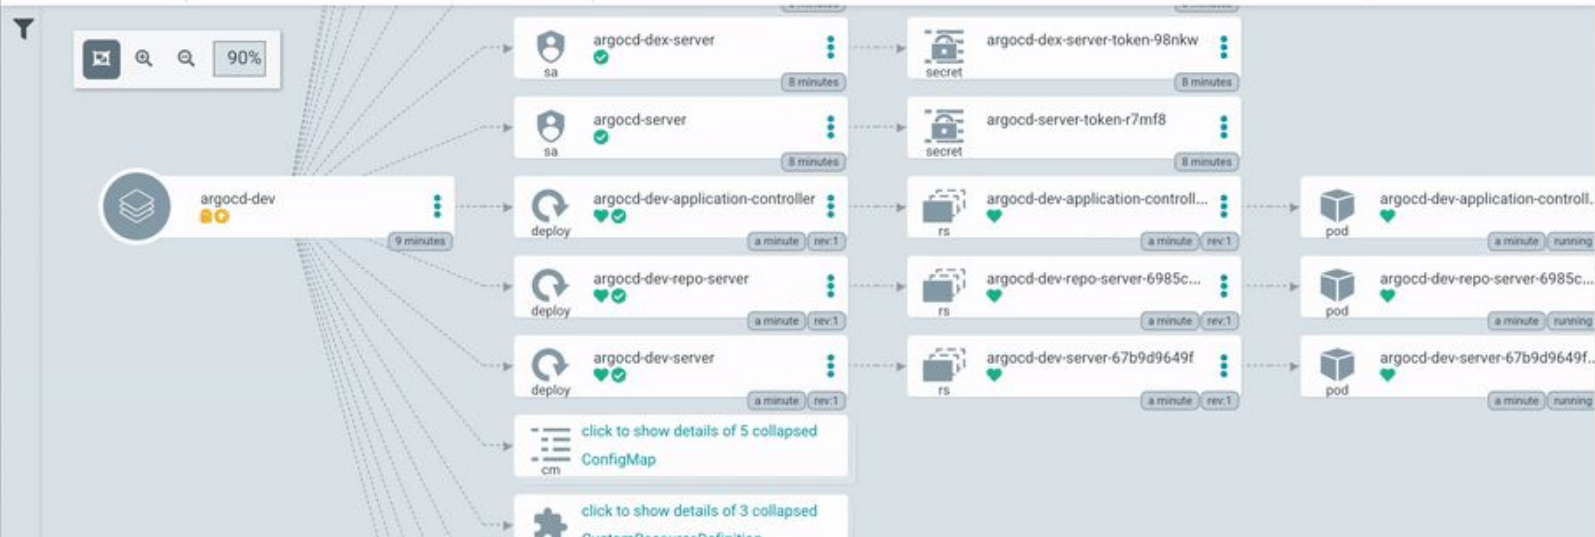 90%
argocd-dev
9 minutes
argocd-dex-server
sa
8 minutes
argocd-dex-server-token-98nkw
secret
8 minutes
argocd-server
sa
8 minutes
argocd-server-token-r7mf8
secret
8 minutes
argocd-dev-application-controller
deploy
a minute rev:1
argocd-dev-application-controll...
rs
a minute rev:1
argocd-dev-application-controll.
pod
a minute running
argocd-dev-repo-server
deploy
a minute rev:1
argocd-dev-repo-server-6985c...
rs
a minute rev:1
argocd-dev-repo-server-6985c...
pod
a minute running
argocd-dev-server
deploy
a minute rev:1
argocd-dev-server-67b9d9649f
rs
a minute rev:1
argocd-dev-server-67b9d9649f..
pod
a minute running
click to show details of 5 collapsed
ConfigMap
cm
click to show details of 3 collapsed
CustomResourceDefinition